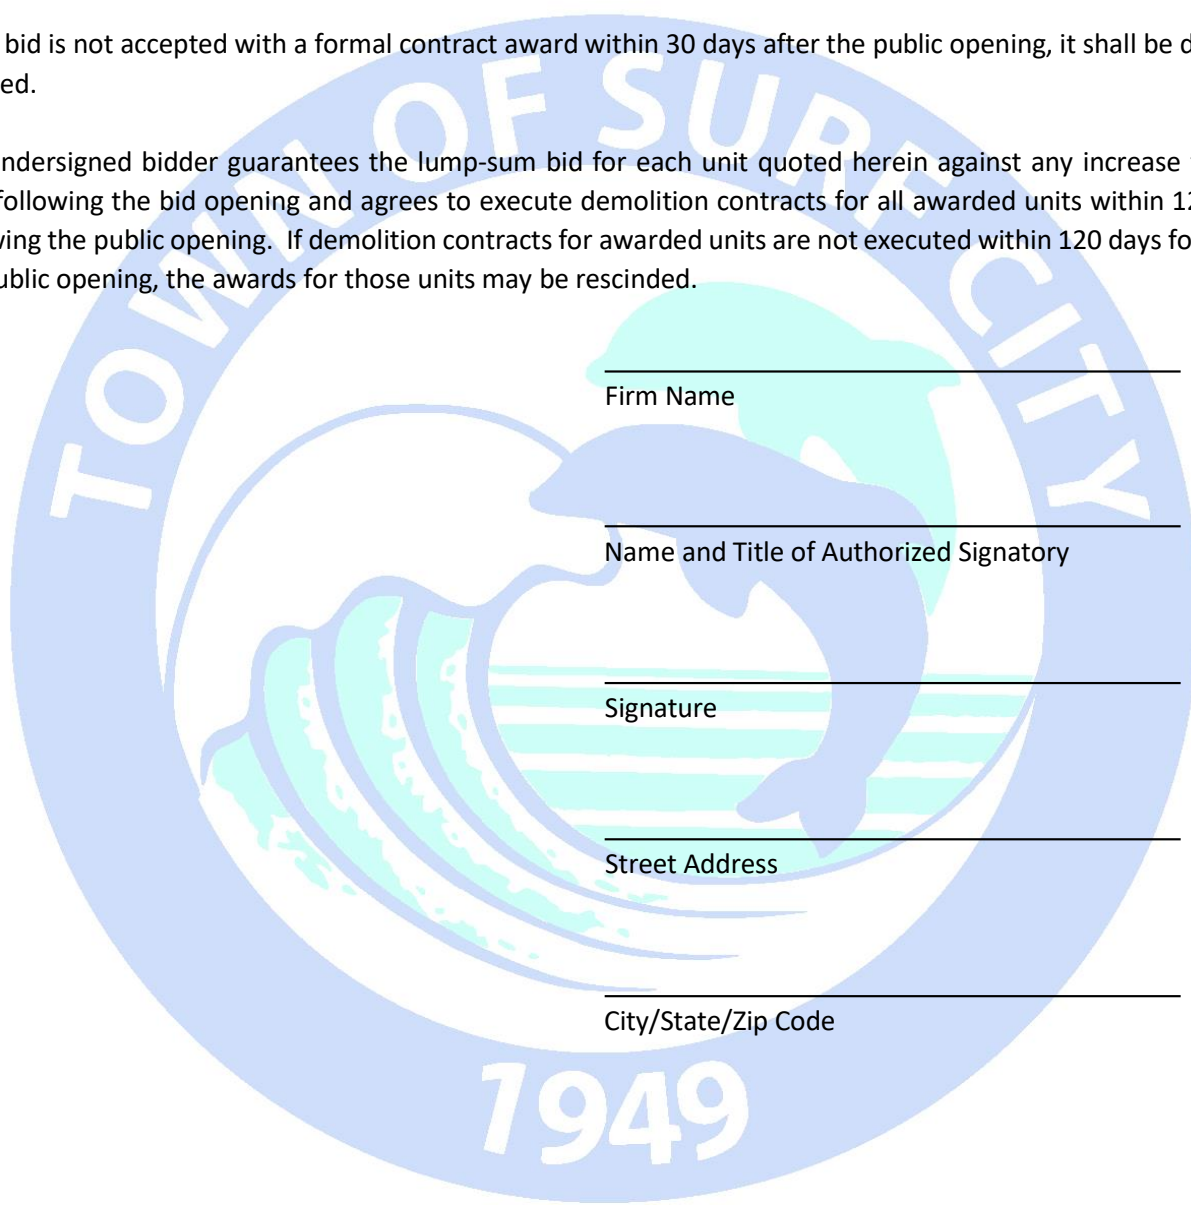 bid is not accepted with a formal contract award within 30 days after the public opening, it shall be d
ed.
ndersigned bidder guarantees the lump-sum bid for each unit quoted herein against any increase
following the bid opening and agrees to execute demolition contracts for all awarded units within 12
ving the public opening. If demolition contracts for awarded units are not executed within 120 days fo
ublic opening, the awards for those units may be rescinded.
Firm Name
Name and Title of Authorized Signatory
Signature
Street Address
City/State/Zip Code
TOWN OF SURF CITY
1949